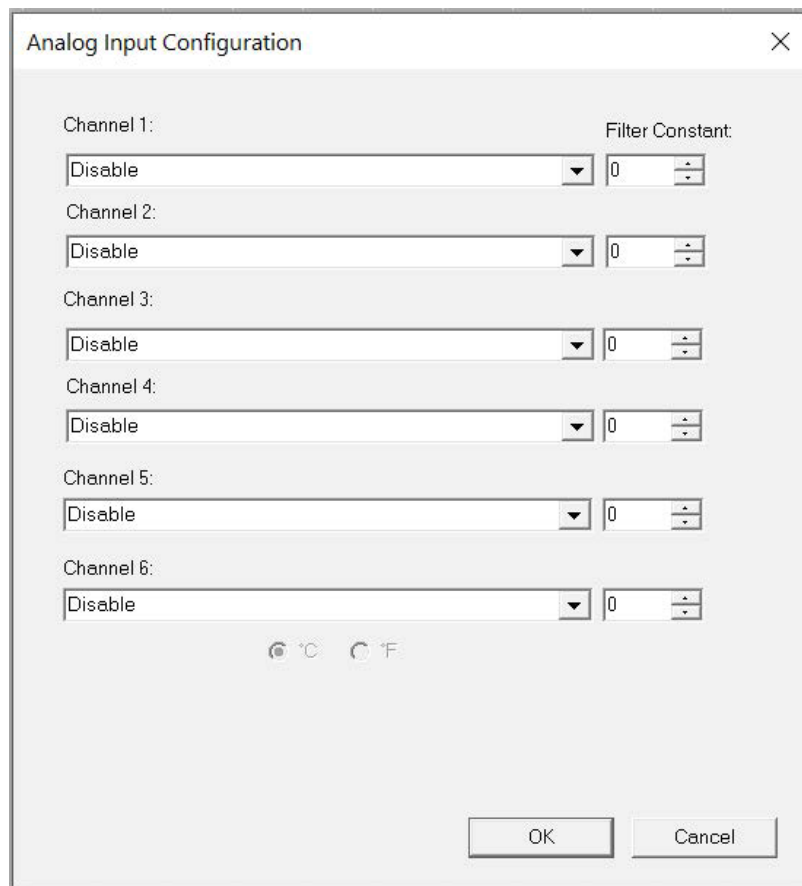 Analog Input Configuration
Channel 1:
Filter Constant:
Disable
0
Channel 2:
Disable
0
Channel 3:
Disable
0
Channel 4:
Disable
0
Channel 5:
Disable
0
Channel 6:
Disable
0
°C °F
OK Cancel